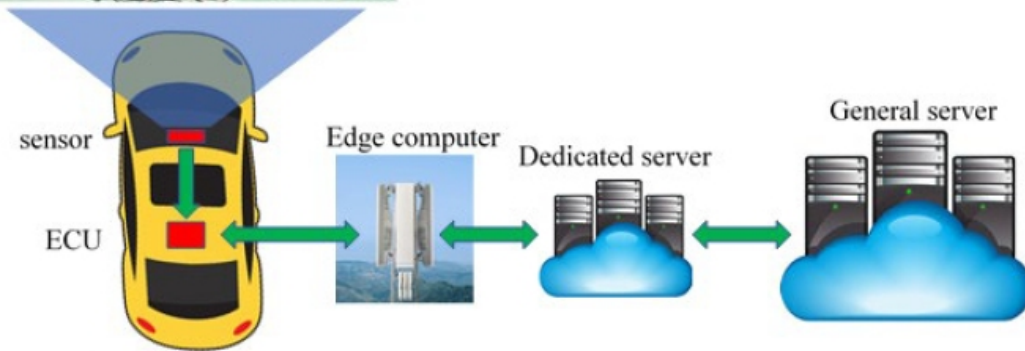 General server
Edge computer
Dedicated server
sensor
ECU